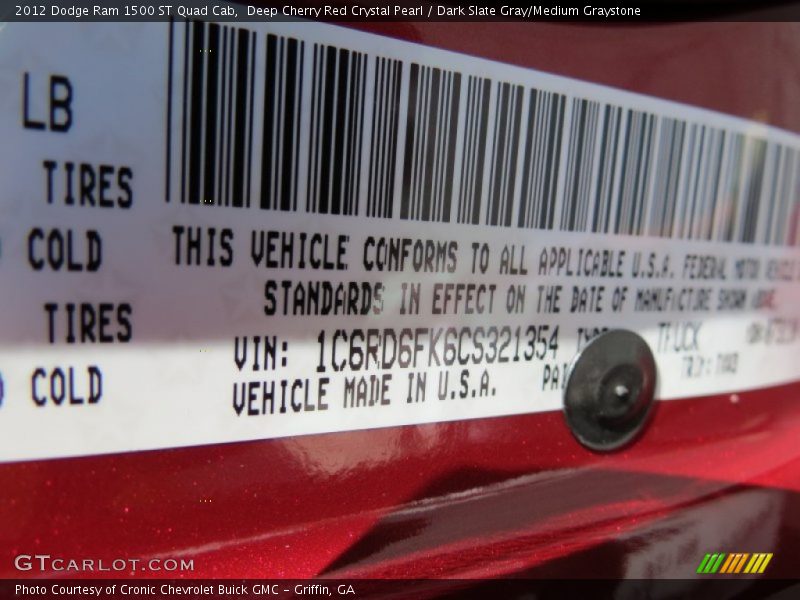 2012 Dodge Ram 1500 ST Quad Cab, Deep Cherry Red Crystal Pearl / Dark Slate Gray/Medium Graystone
LB
TIRES
COLD
THIS VEHICLE CONFORMS TO ALL APPLICABLE U.S.A. FEDERAL MOTOR VEHICLE
STANDARDS IN EFFECT ON THE DATE OF MANUFACTURE SHOWN ABOVE.
TIRES
VIN: 1C6RD6FK6CS321354 TYPE TRUCK
COLD
VEHICLE MADE IN U.S.A.
GTCARLOT.COM
Photo Courtesy of Cronic Chevrolet Buick GMC – Griffin, GA